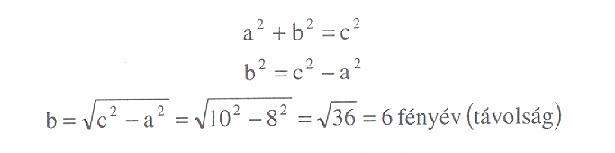 a² + b² = c²
b² = c² – a²
b = √c² – a² = √10² – 8² = √36 = 6 fényév (távolság)